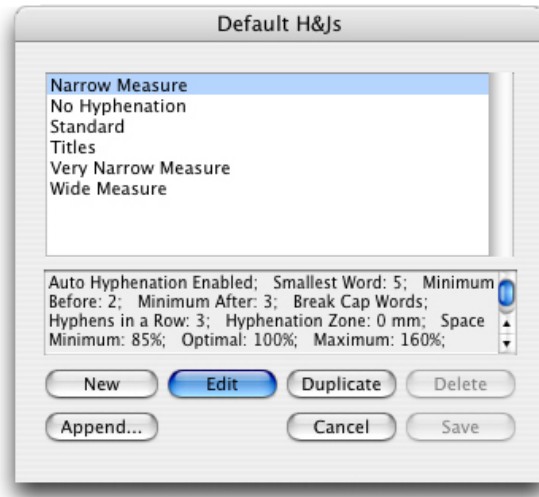 Default H&Js
Narrow Measure
No Hyphenation
Standard
Titles
Very Narrow Measure
Wide Measure
Auto Hyphenation Enabled; Smallest Word: 5; Minimum
Before: 2; Minimum After: 3; Break Cap Words;
Hyphens in a Row: 3; Hyphenation Zone: 0 mm; Space
Minimum: 85%; Optimal: 100%; Maximum: 160%;
New Edit Duplicate Delete
Append... Cancel Save